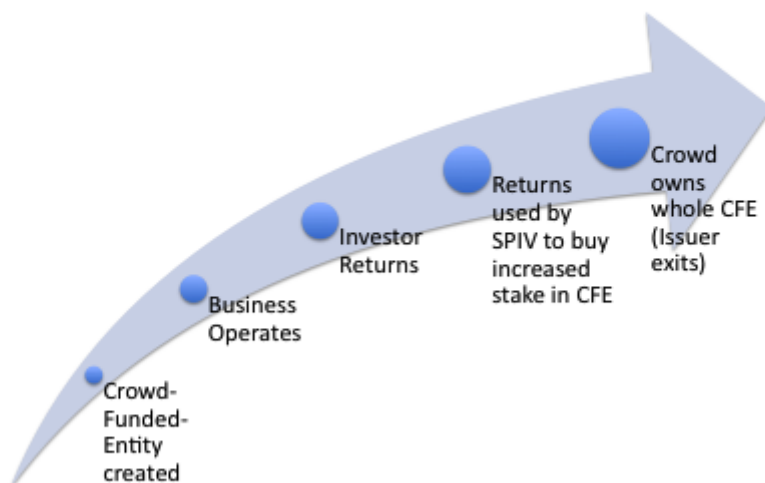 Crowd-
Funded-
Entity
created
Business
Operates
Investor
Returns
Returns
used by
SPIV to buy
increased
stake in CFE
Crowd
owns
whole CFE
(Issuer
exits)